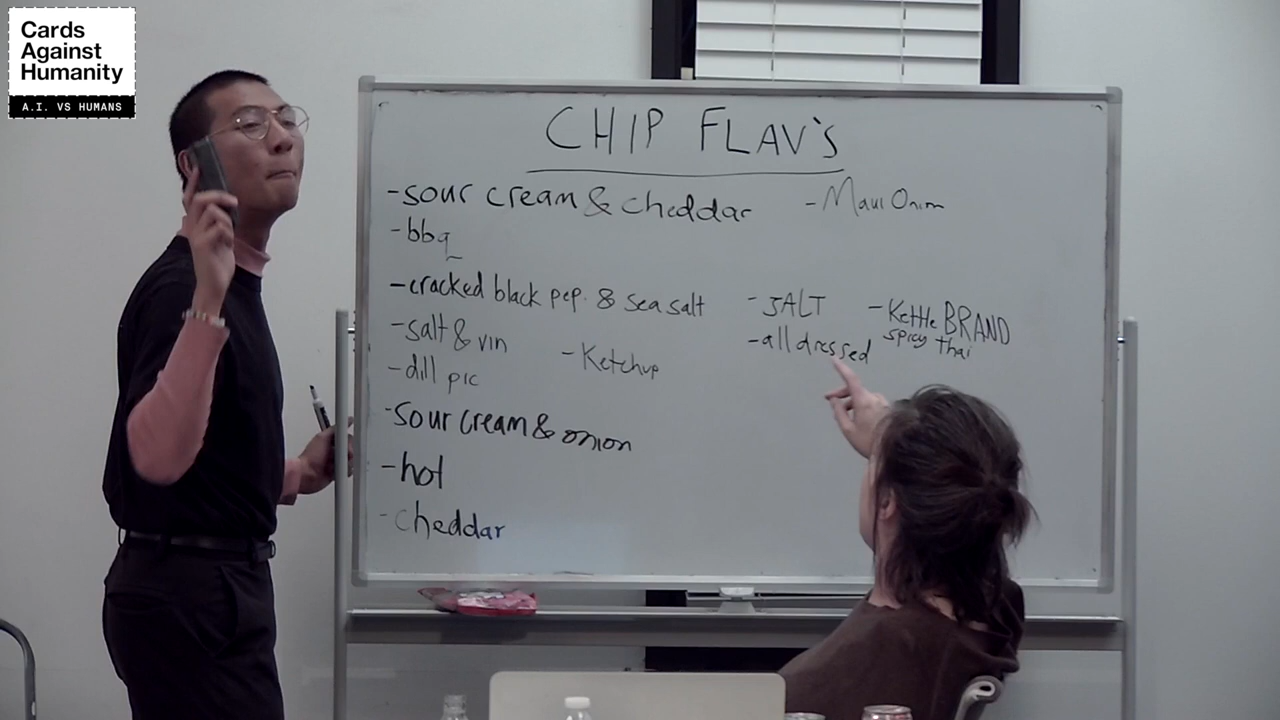 Cards
Against
Humanity
A.I. VS HUMANS
CHIP FLAV'S
-sour cream & cheddar
-Maui Onion
-bbq
-cracked black pep. & sea salt
-SALT
-Kettle BRAND
spicy thai
-salt & vin
-all dressed
-Ketchup
-dill pic
-sour cream & onion
-hot
-cheddar